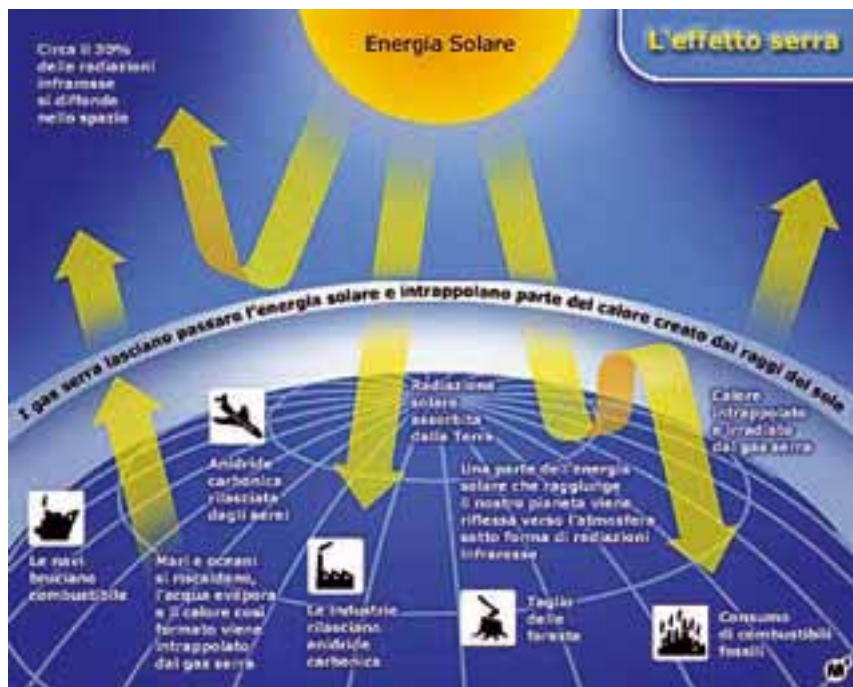 Energia Solare
L'effetto serra
Circa il 30%
delle radiazioni
infrarosse
si diffonde
nello spazio
I gas serra lasciano passare l'energia solare e intrappolano parte del calore creato dai raggi del sole
Radiazione
solare
assorbita
dalla Terra
Calore
intrappolato
e irradiato
dai gas serra
Anidride
carbonica
rilasciata
dagli aerei
Una parte dell'energia
solare che raggiunge
il nostro pianeta viene
riflessa verso l'atmosfera
sotto forma di radiazioni
infrarosse
Le navi
bruciano
combustibile
Mari e oceani
si riscaldano,
l'acqua evapora
e il calore così
formato viene
intrappolato
dai gas serra
Le industrie
rilasciano
anidride
carbonica
Taglio
delle
foreste
Consumo
di combustibili
fossili